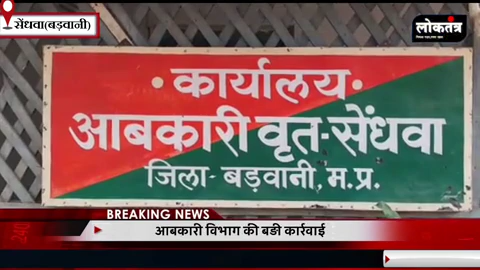 सेंधवा(बड़वानी)
लोकतंत्र
• कार्यालय •
आबकारी वृत-सेंधवा
जिला- बड़वानी, म.प्र.
BREAKING NEWS
आबकारी विभाग की बडी कार्रवाई